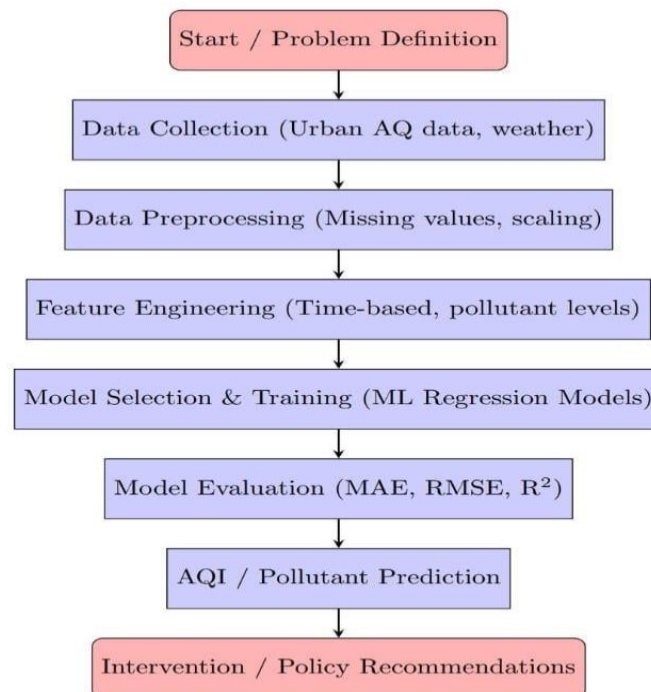 Start / Problem Definition
Data Collection (Urban AQ data, weather)
Data Preprocessing (Missing values, scaling)
Feature Engineering (Time-based, pollutant levels)
Model Selection & Training (ML Regression Models)
Model Evaluation (MAE, RMSE, R²)
AQI / Pollutant Prediction
Intervention / Policy Recommendations